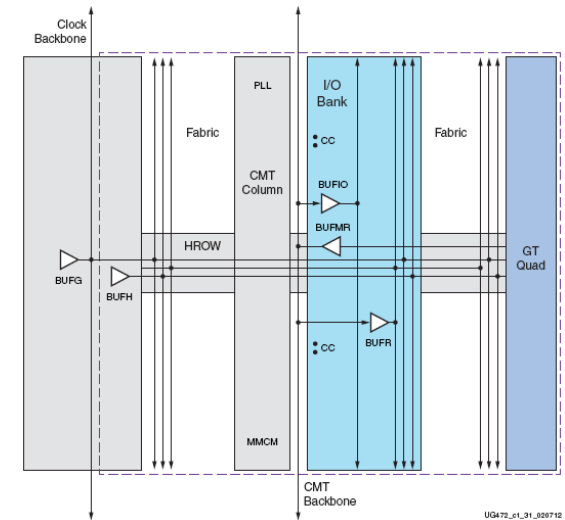 Clock
Backbone
Fabric
PLL
I/O
Bank
CC
Fabric
CMT
Column
BUFIO
BUFMR
HROW
GT
Quad
BUFG
BUFH
BUFR
CC
MMCM
CMT
Backbone
UG472_c1_31_020712